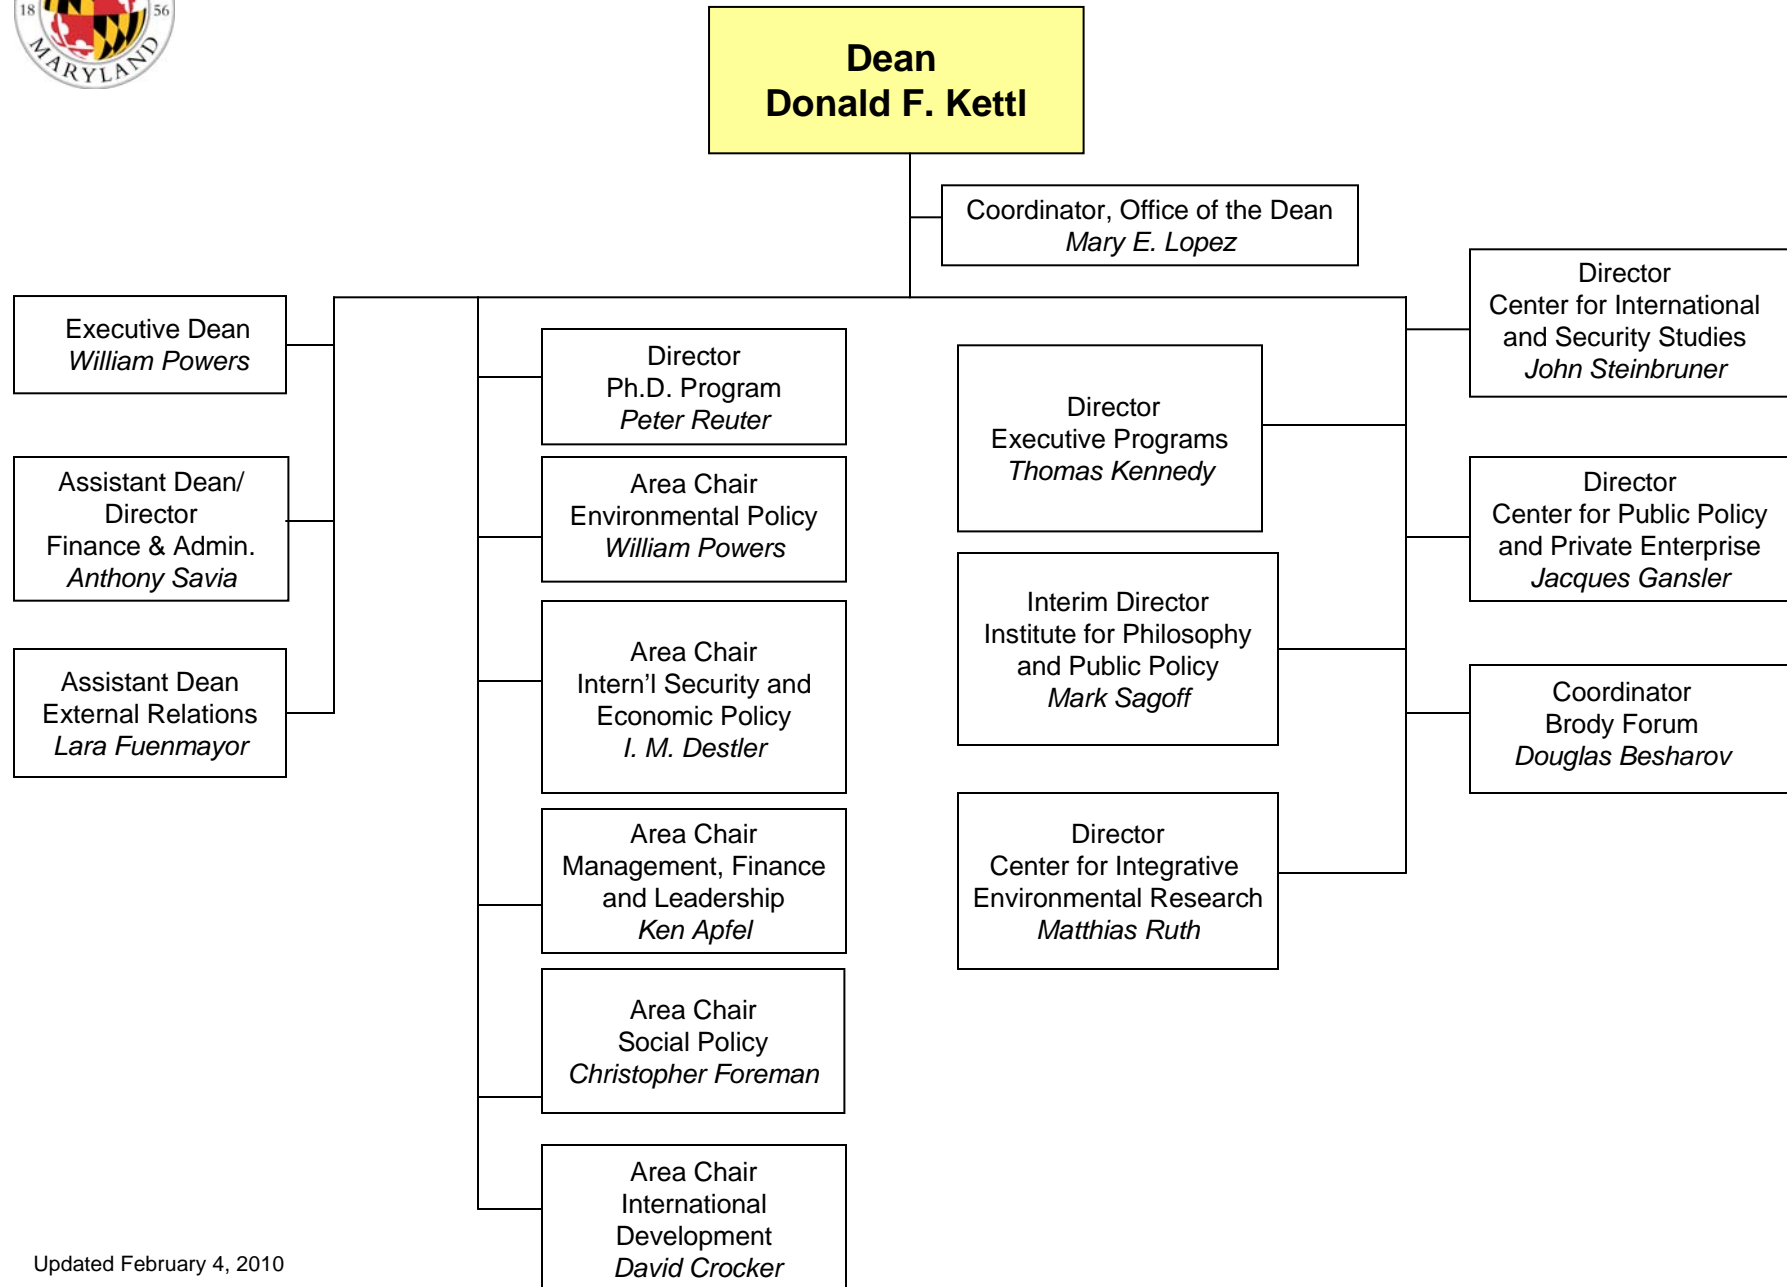 18 56
MARYLAND
Dean
Donald F. Kettl
Coordinator, Office of the Dean
Mary E. Lopez
Executive Dean
William Powers
Assistant Dean/
Director
Finance & Admin.
Anthony Savia
Assistant Dean
External Relations
Lara Fuenmayor
Director
Ph.D. Program
Peter Reuter
Area Chair
Environmental Policy
William Powers
Area Chair
Intern’l Security and
Economic Policy
I. M. Destler
Area Chair
Management, Finance
and Leadership
Ken Apfel
Area Chair
Social Policy
Christopher Foreman
Area Chair
International
Development
David Crocker
Director
Executive Programs
Thomas Kennedy
Interim Director
Institute for Philosophy
and Public Policy
Mark Sagoff
Director
Center for Integrative
Environmental Research
Matthias Ruth
Director
Center for International
and Security Studies
John Steinbruner
Director
Center for Public Policy
and Private Enterprise
Jacques Gansler
Coordinator
Brody Forum
Douglas Besharov
Updated February 4, 2010